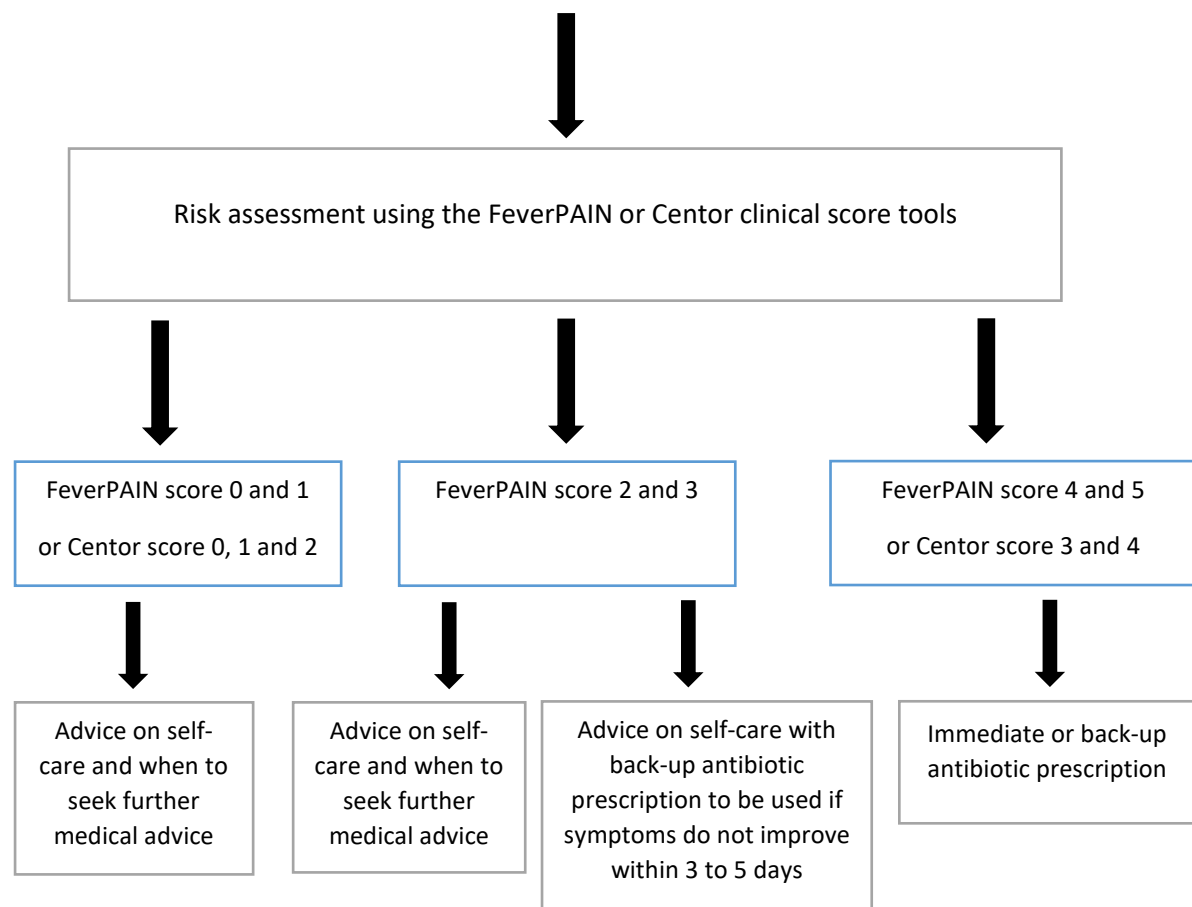 Risk assessment using the FeverPAIN or Centor clinical score tools
FeverPAIN score 0 and 1
or Centor score 0, 1 and 2
FeverPAIN score 2 and 3
FeverPAIN score 4 and 5
or Centor score 3 and 4
Advice on self-
care and when to
seek further
medical advice
Advice on self-
care and when to
seek further
medical advice
Advice on self-care with
back-up antibiotic
prescription to be used if
symptoms do not improve
within 3 to 5 days
Immediate or back-up
antibiotic prescription